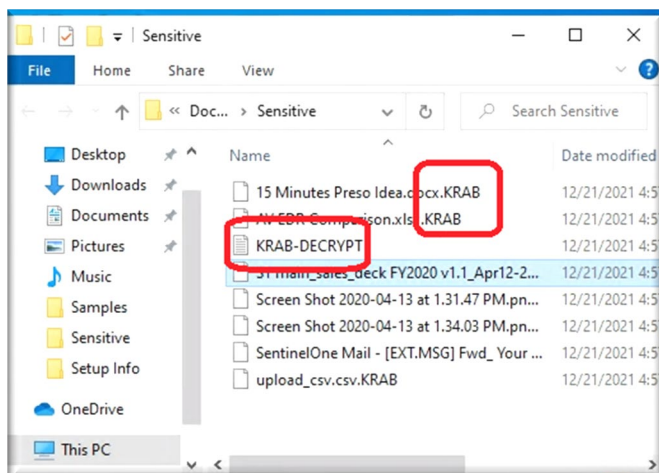 Sensitive
File Home Share View
« Doc... > Sensitive Search Sensitive
Name Date modified
Desktop
Downloads
Documents
Pictures
Music
Samples
Sensitive
Setup Info
OneDrive
This PC
15 Minutes Preso Idea.docx.KRAB 12/21/2021 4:5
AV EDR Comparison.xls .KRAB 12/21/2021 4:5
KRAB-DECRYPT 12/21/2021 4:5
S1 main_sales_deck FY2020 v1.1_Apr12-2... 12/21/2021 4:5
Screen Shot 2020-04-13 at 1.31.47 PM.pn... 12/21/2021 4:5
Screen Shot 2020-04-13 at 1.34.03 PM.pn... 12/21/2021 4:5
SentinelOne Mail - [EXT.MSG] Fwd_ Your ... 12/21/2021 4:5
upload_csv.csv.KRAB 12/21/2021 4:5